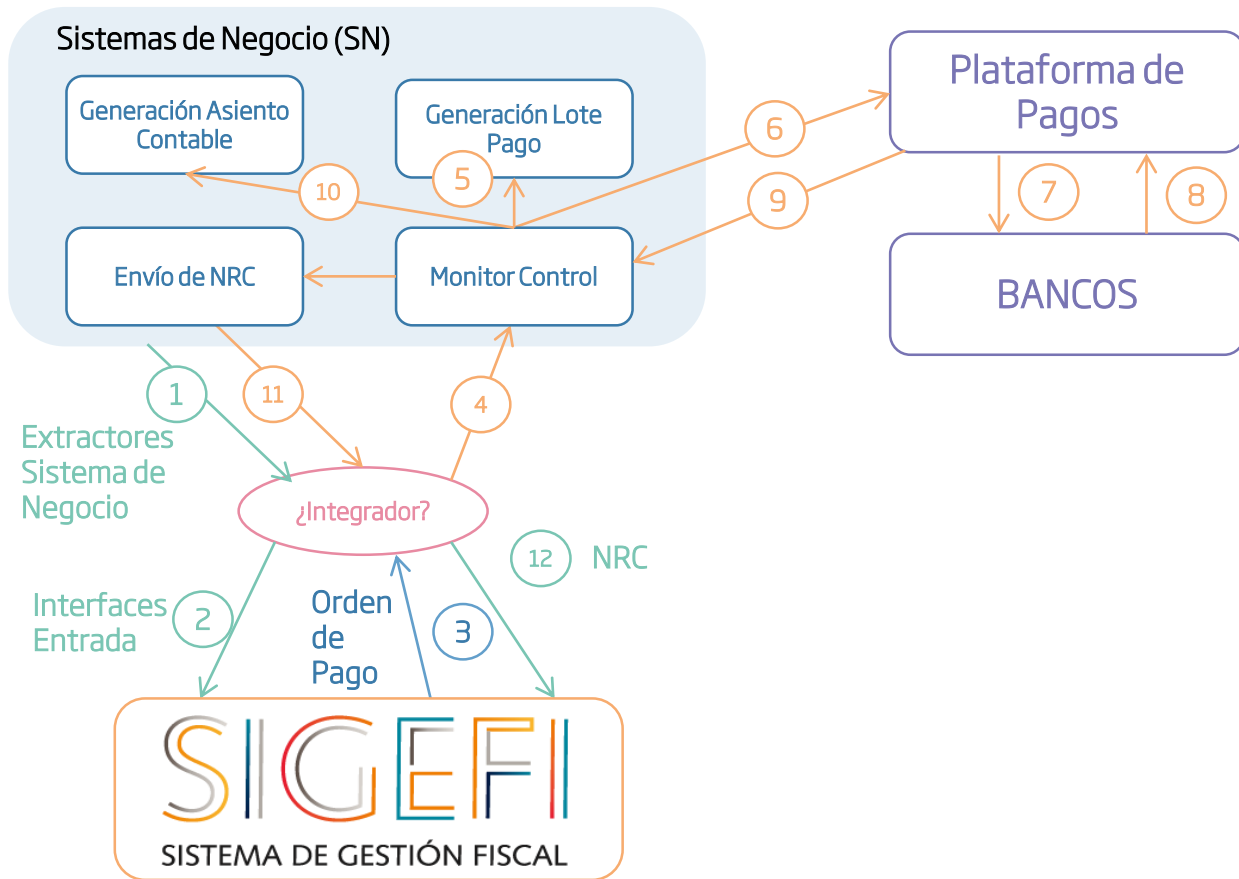 Sistemas de Negocio (SN)
Generación Asiento
Contable
Generación Lote
Pago
Plataforma de
Pagos
6
10
5
9
7
8
Envío de NRC
Monitor Control
BANCOS
1
11
4
Extractores
Sistema de
Negocio
¿Integrador?
12
NRC
Interfaces
Entrada
2
Orden
de
Pago
3
SIGEFI
SISTEMA DE GESTIÓN FISCAL